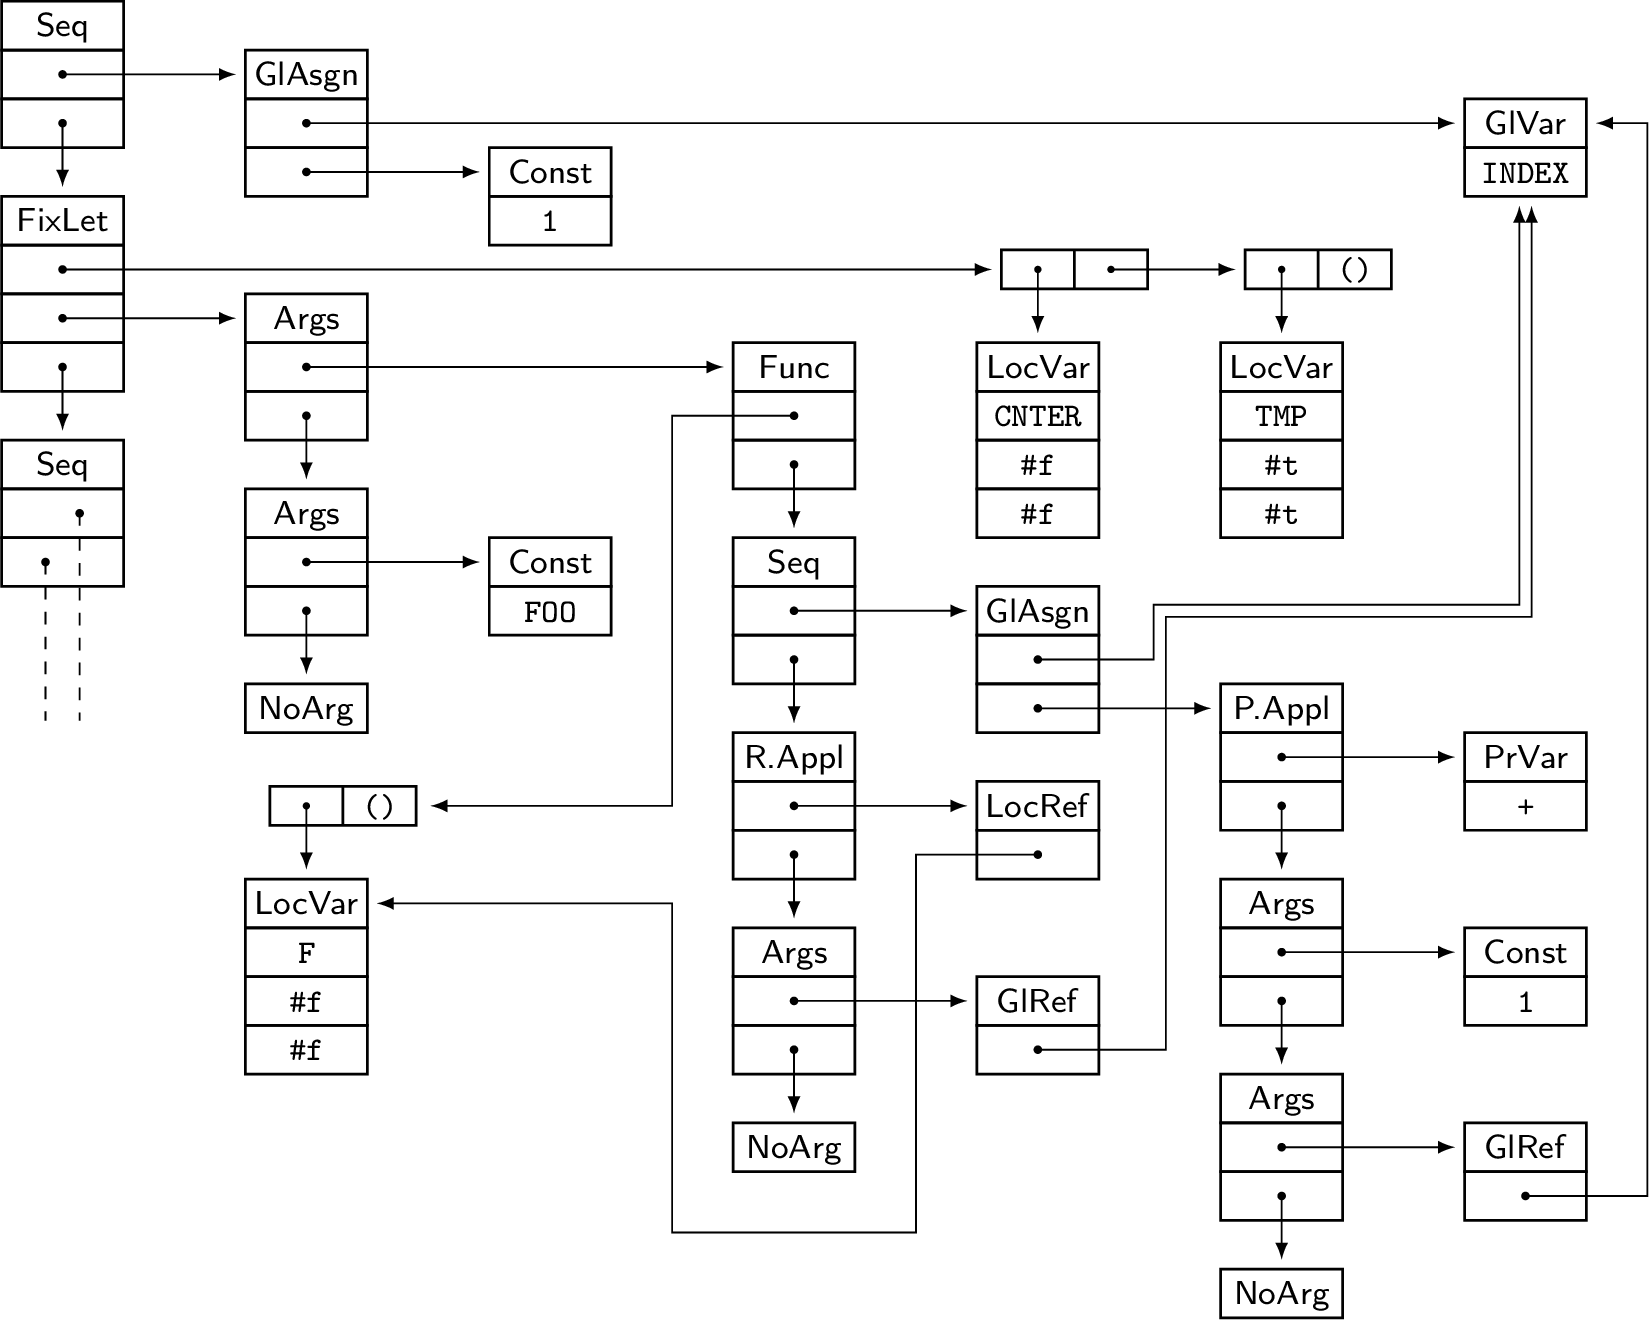 Seq
GlAsgn
GlVar
INDEX
Const
1
FixLet
()
Args
Func
LocVar
CNTER
#f
#f
LocVar
TMP
#t
#t
Seq
Args
Const
FOO
NoArg
Seq
GlAsgn
P.Appl
PrVar
+
R.Appl
LocRef
()
LocVar
F
#f
#f
Args
Const
1
Args
GlRef
NoArg
Args
GlRef
NoArg